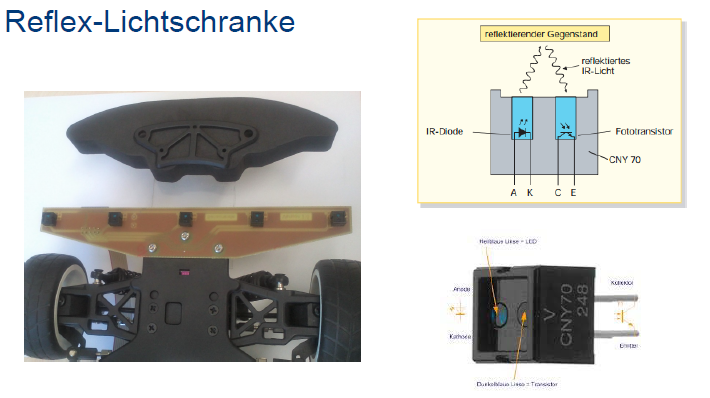 Reflex-Lichtschranke
reflektierender Gegenstand
reflektiertes
IR-Licht
IR-Diode
Fototransistor
CNY 70
A K C E
Hellblaue Linse = LED
Anode
Kollektor
V
CNY70
248
Kathode
Emitter
Dunkelblaue Linse = Transistor